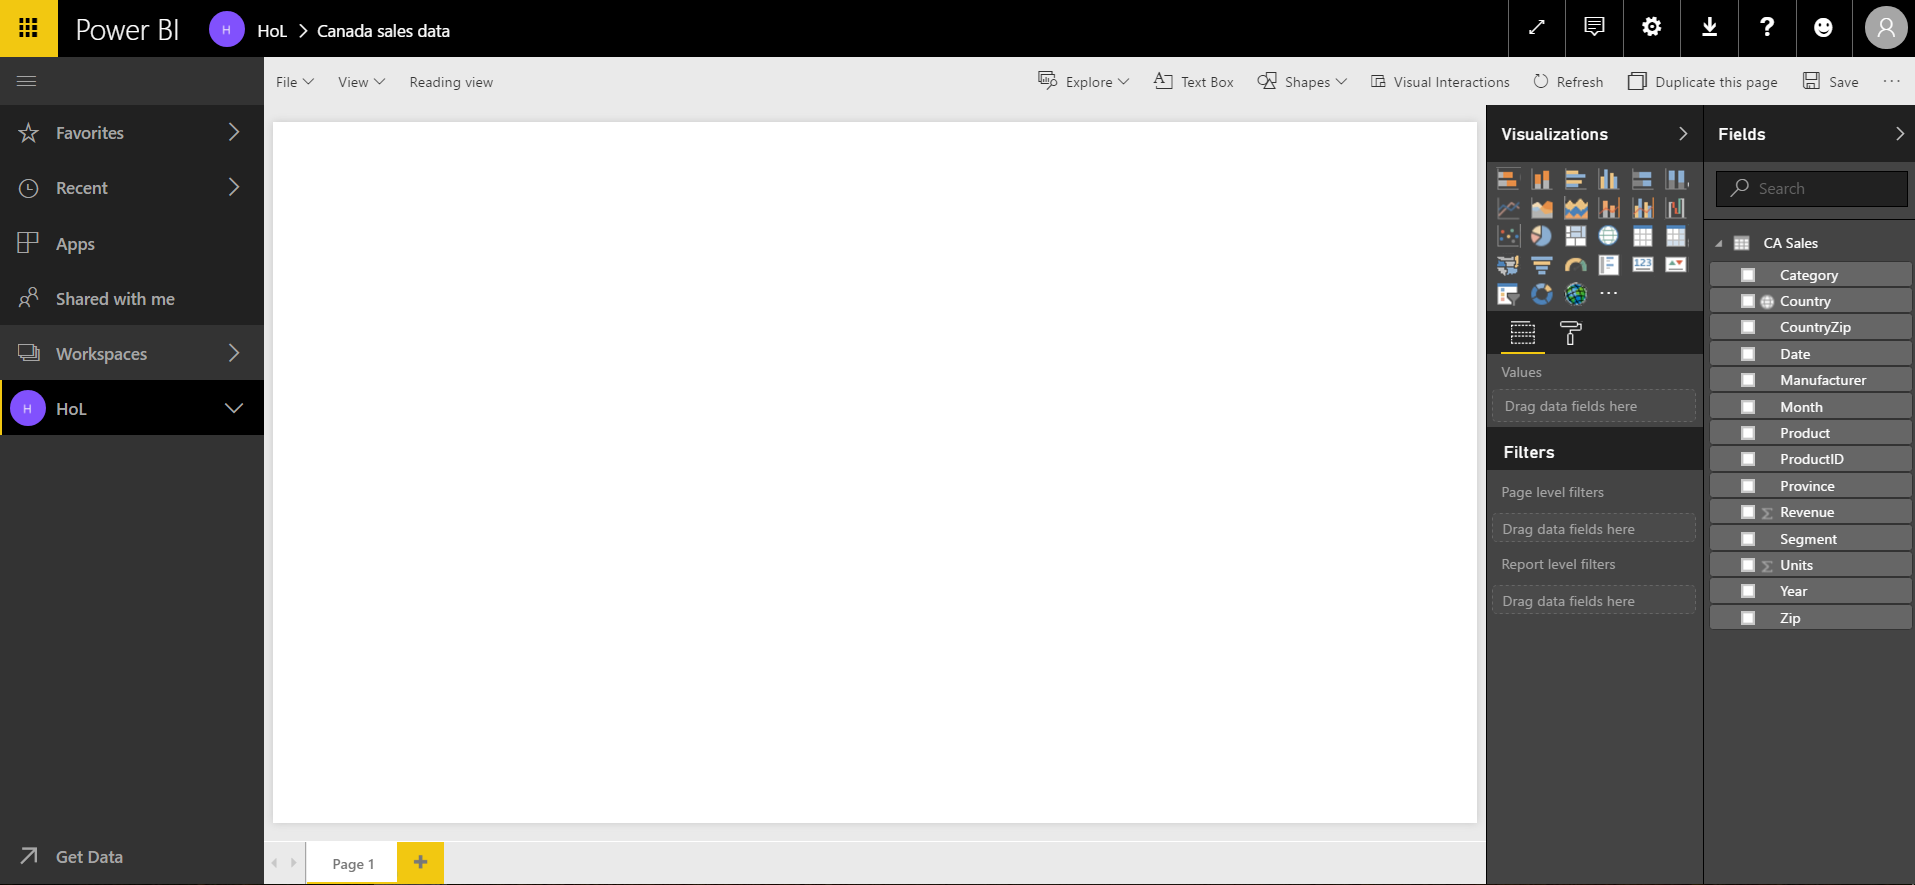 Power BI H HoL Canada sales data
File View Reading view Explore Text Box Shapes Visual Interactions Refresh Duplicate this page Save
Favorites
Recent
Apps
Shared with me
Workspaces
H HoL
Get Data
Page 1
Visualizations
123
Values
Drag data fields here
Filters
Page level filters
Drag data fields here
Report level filters
Drag data fields here
Fields
Search
CA Sales
Category
Country
CountryZip
Date
Manufacturer
Month
Product
ProductID
Province
Σ Revenue
Segment
Σ Units
Year
Zip